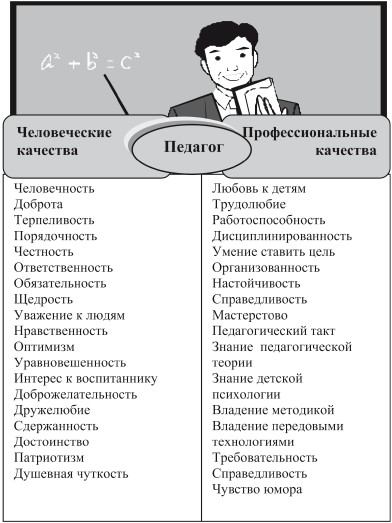 a² + b² = c²
Человеческие
качества
Педагог
Профессиональные
качества
Человечность
Доброта
Терпеливость
Порядочность
Честность
Ответственность
Обязательность
Щедрость
Уважение к людям
Нравственность
Оптимизм
Уравновешенность
Интерес к воспитаннику
Доброжелательность
Дружелюбие
Сдержанность
Достоинство
Патриотизм
Душевная чуткость
Любовь к детям
Трудолюбие
Работоспособность
Дисциплинированность
Умение ставить цель
Организованность
Настойчивость
Справедливость
Мастерстово
Педагогический такт
Знание педагогической
теории
Знание детской
психологии
Владение методикой
Владение передовыми
технологиями
Требовательность
Справедливость
Чувство юмора